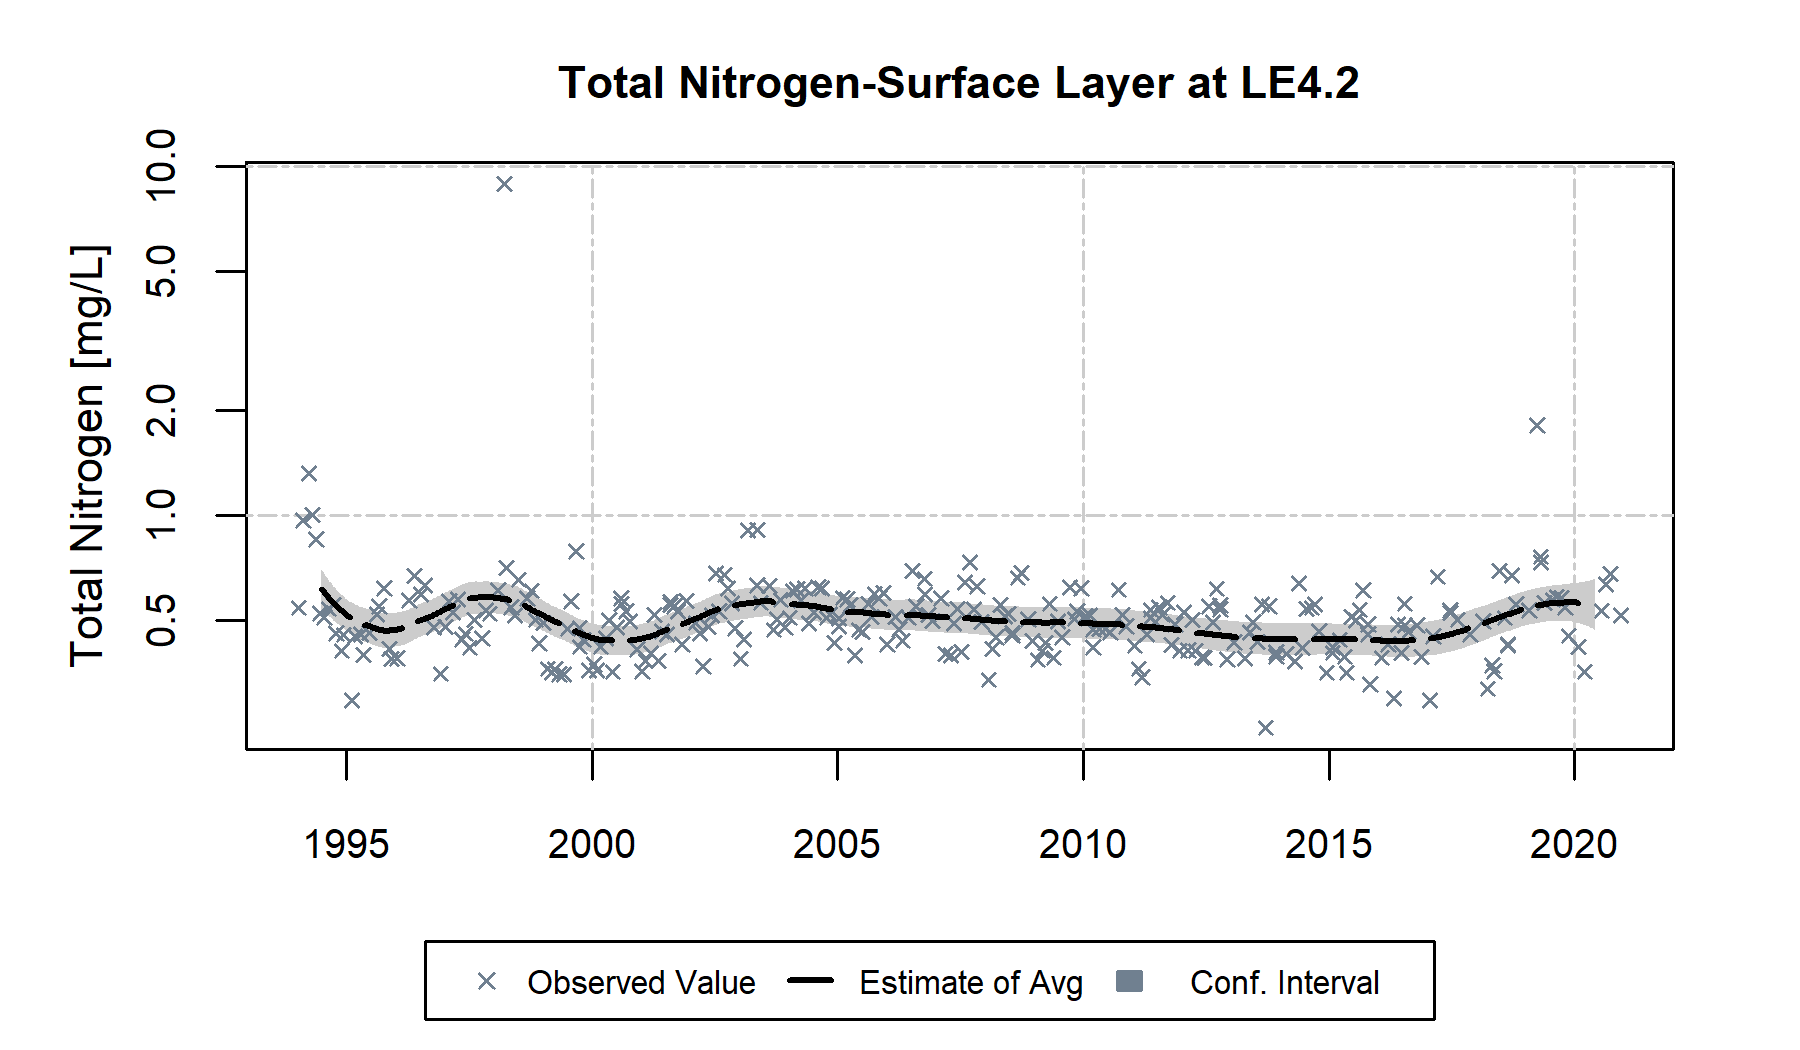 Total Nitrogen-Surface Layer at LE4.2
Total Nitrogen [mg/L]
10.0
5.0
2.0
1.0
0.5
1995 2000 2005 2010 2015 2020
Observed Value Estimate of Avg Conf. Interval